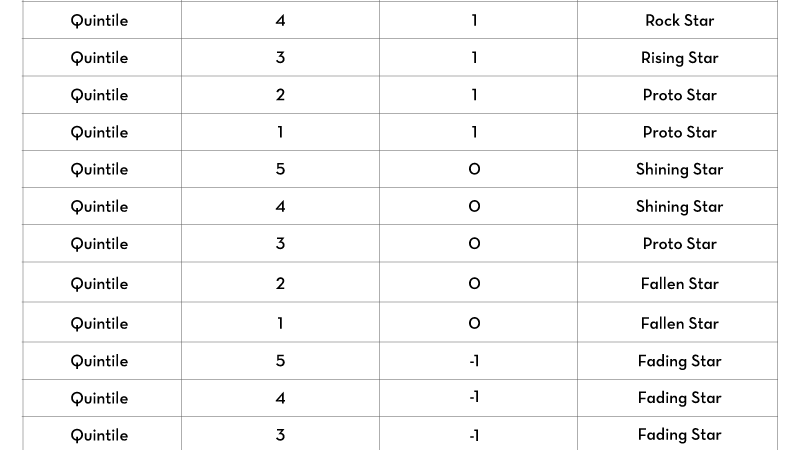 Quintile 4 1 Rock Star
Quintile 3 1 Rising Star
Quintile 2 1 Proto Star
Quintile 1 1 Proto Star
Quintile 5 0 Shining Star
Quintile 4 0 Shining Star
Quintile 3 0 Proto Star
Quintile 2 0 Fallen Star
Quintile 1 0 Fallen Star
Quintile 5 -1 Fading Star
Quintile 4 -1 Fading Star
Quintile 3 -1 Fading Star